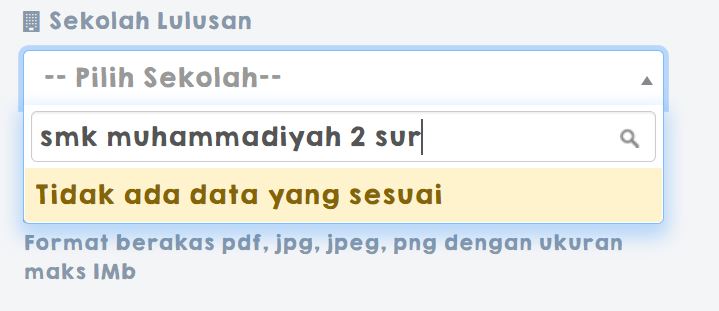 Sekolah Lulusan
-- Pilih Sekolah--
smk muhammadiyah 2 sur
Tidak ada data yang sesuai
Format berakas pdf, jpg, jpeg, png dengan ukuran
maks 1Mb